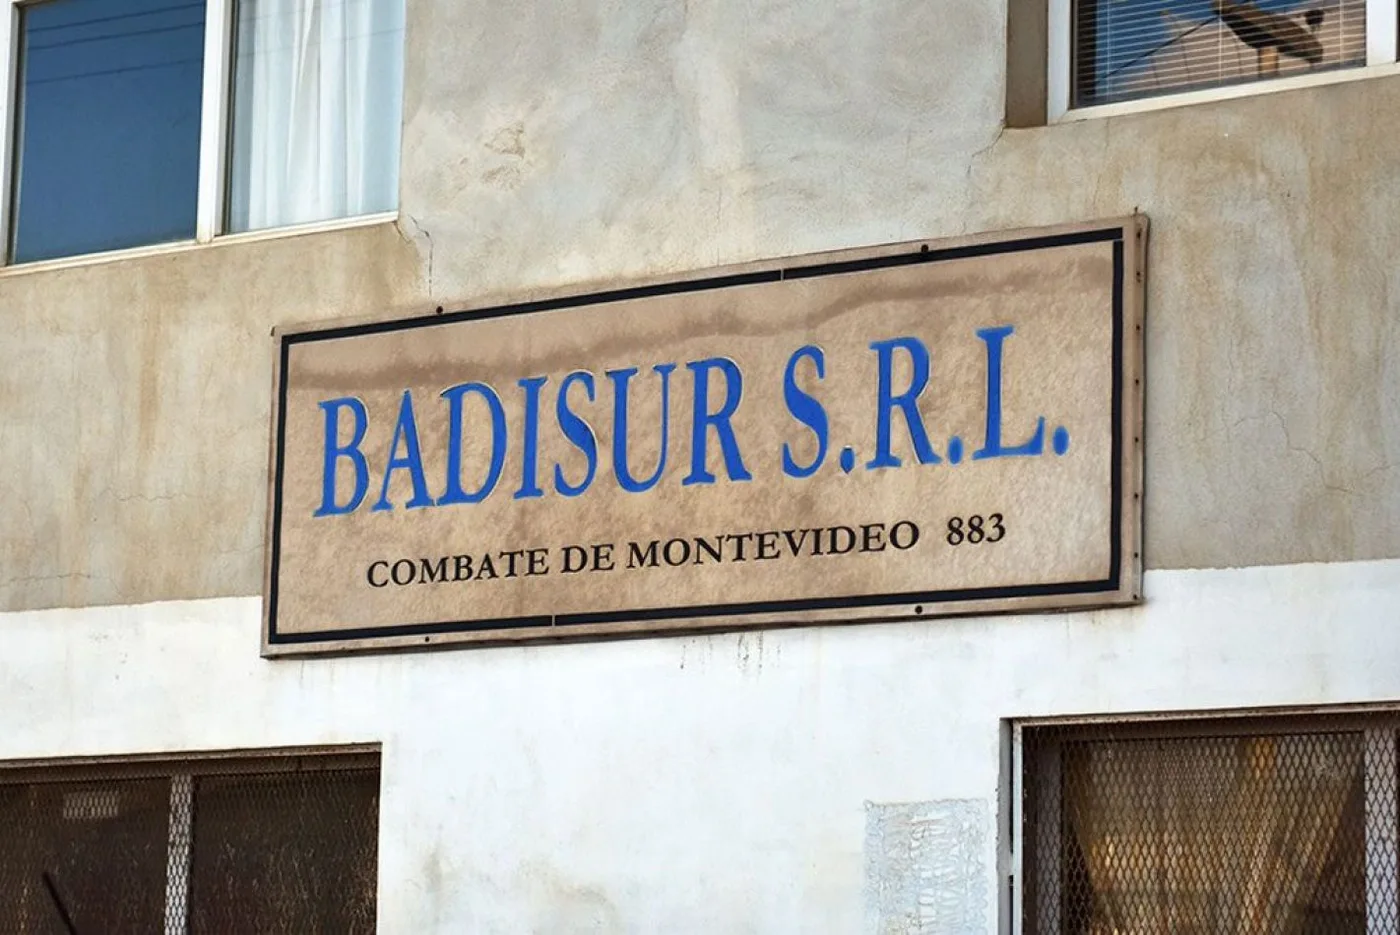 BADISUR S.R.L.
COMBATE DE MONTEVIDEO 883